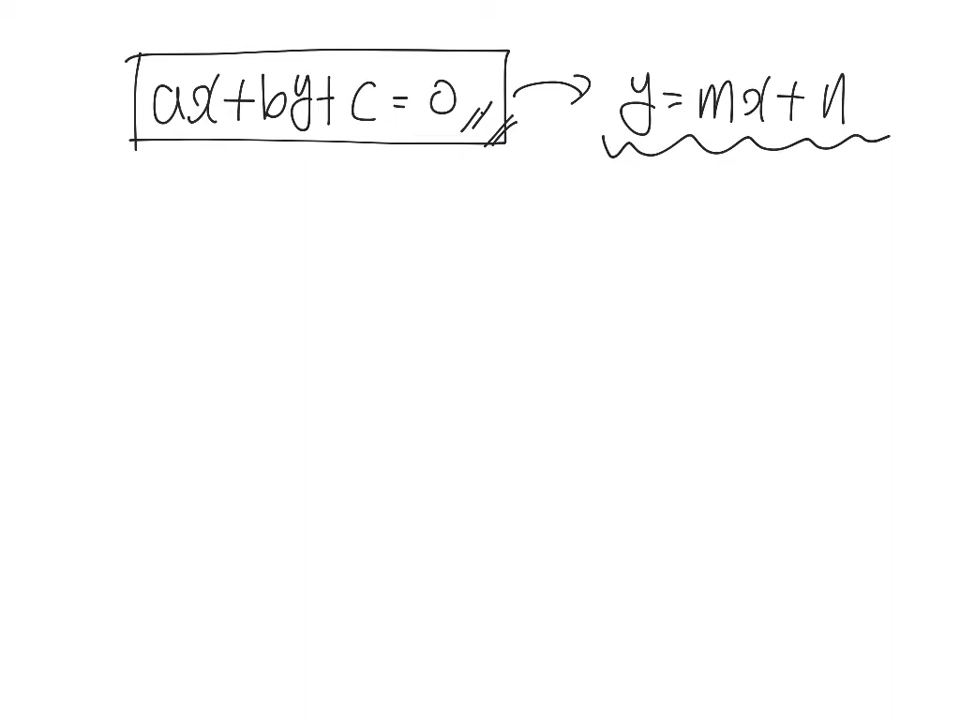 ax+by+c=0 → y=mx+n